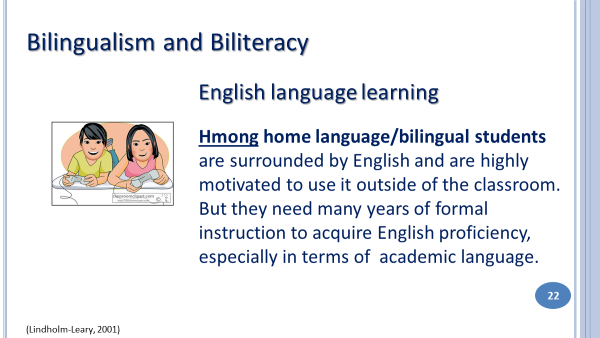 Bilingualism and Biliteracy
English language learning
Hmong home language/bilingual students
are surrounded by English and are highly
motivated to use it outside of the classroom.
But they need many years of formal
instruction to acquire English proficiency,
especially in terms of academic language.
22
(Lindholm-Leary, 2001)